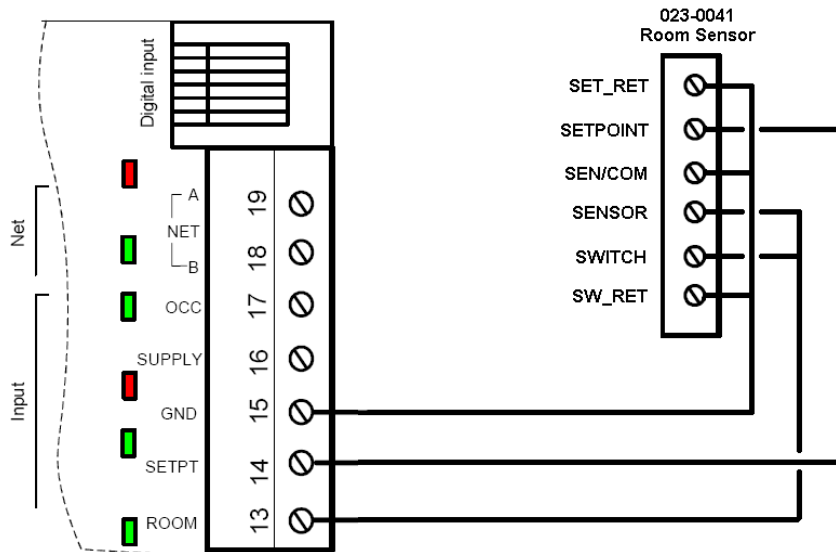 023-0041
Room Sensor
Digital input
SET_RET
SETPOINT
SEN/COM
SENSOR
SWITCH
SW_RET
Net
A
NET
B
19
18
OCC
17
SUPPLY
16
Input
GND
15
SETPT
14
ROOM
13